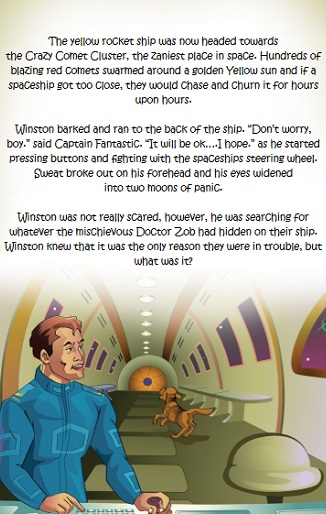 The yellow rocket ship was now headed towards
the Crazy Comet Cluster, the zaniest place in space. Hundreds of
blazing red comets swarmed around a golden Yellow sun and if a
spaceship got too close, they would chase and churn it for hours
upon hours.
Winston barked and ran to the back of the ship. “Don't worry,
boy.” said Captain Fantastic. “It will be ok....I hope.” as he started
pressing buttons and fighting with the spaceships steering wheel.
Sweat broke out on his forehead and his eyes widened
into two moons of panic.
Winston was not really scared, however, he was searching for
whatever the mischievous Doctor Zob had hidden on their ship.
Winston knew that it was the only reason they were in trouble, but
what was it?